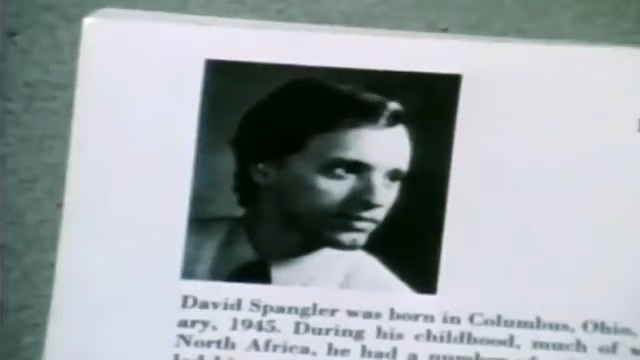 David Spangler was born in Columbus, Ohio,
ary, 1945. During his childhood, much of
North Africa, he had a number of